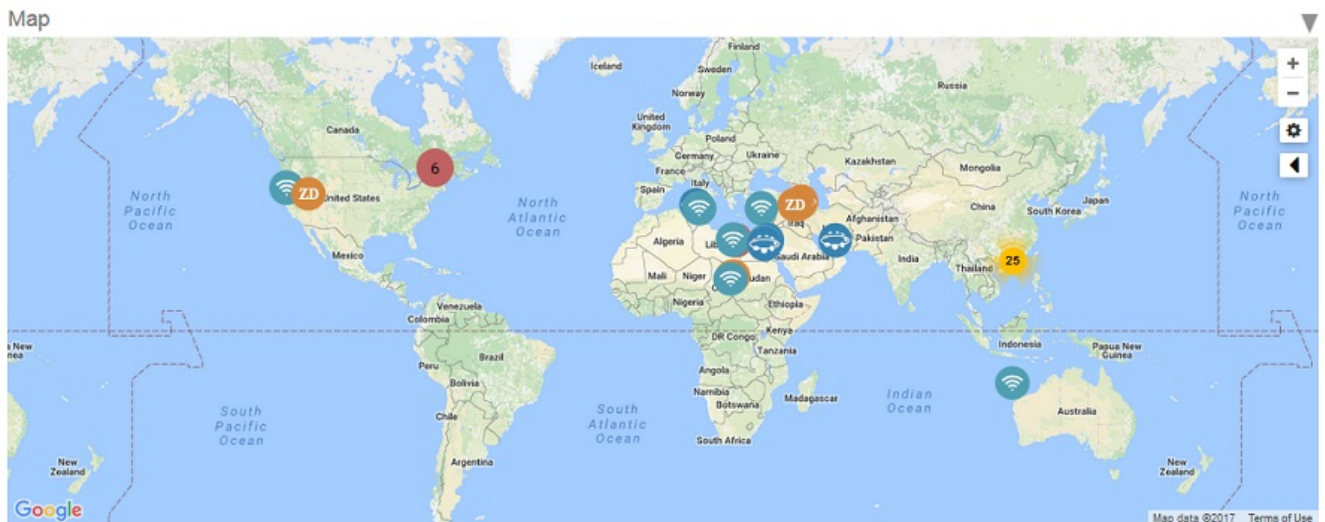 Map
Finland
Iceland
Sweden
Russia
Norway
United
Kingdom
Canada
Poland
Germany
Ukraine
Kazakhstan
Mongolia
France
6
Italy
Spain
ZD
United States
North
Pacific
Ocean
North
Atlantic
Ocean
ZD
Iraq
Afghanistan
China
South Korea
Japan
North
Pacific
Ocean
Algeria
Pakistan
Mexico
Saudi Arabia
India
Thailand
25
Mali
Niger
Sudan
Nigeria
Ethiopia
Venezuela
Colombia
DR Congo
Kenya
Tanzania
Indonesia
Papua New
Guinea
Peru
Brazil
Angola
Bolivia
Namibia
Botswana
Madagascar
Indian
Ocean
Australia
South
Pacific
Ocean
Chile
South
Atlantic
Ocean
South Africa
Argentina
New
Zealand
New
Zealand
Google
Map data ©2017 Terms of Use